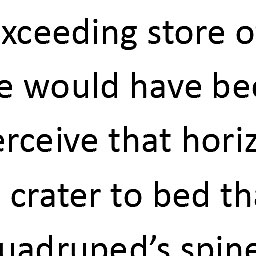 xceeding store o
e would have bee
erceive that horiz
crater to bed tha
uadruped’s spine